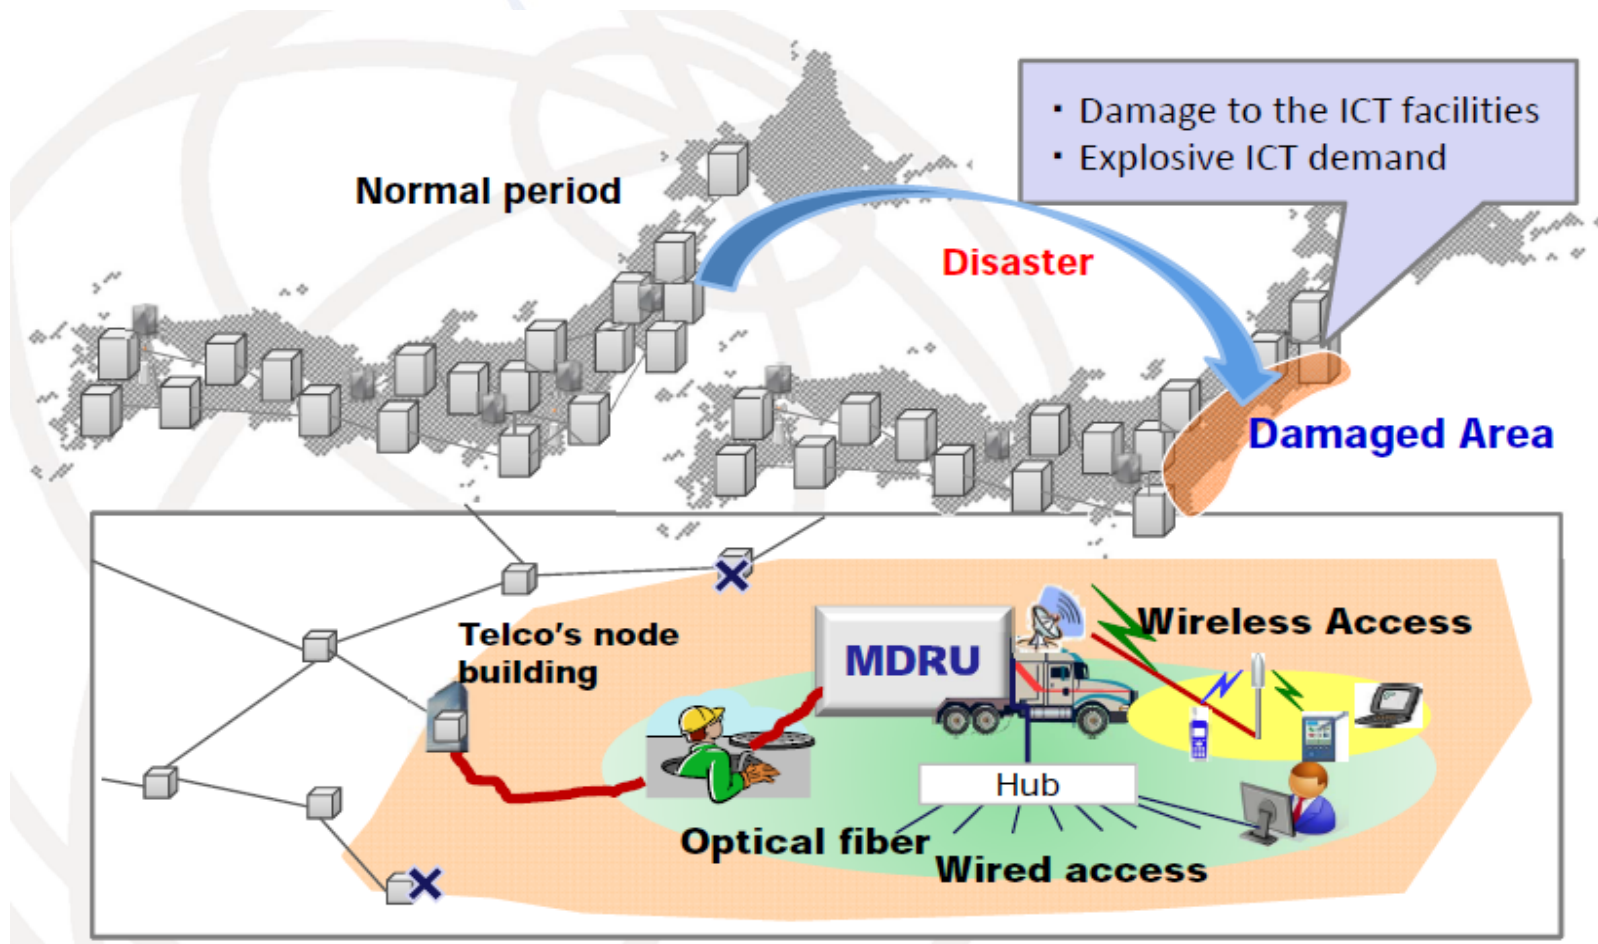 ・ Damage to the ICT facilities
・ Explosive ICT demand
Normal period
Disaster
Damaged Area
Telco's node
building
MDRU
Wireless Access
Hub
Optical fiber
Wired access